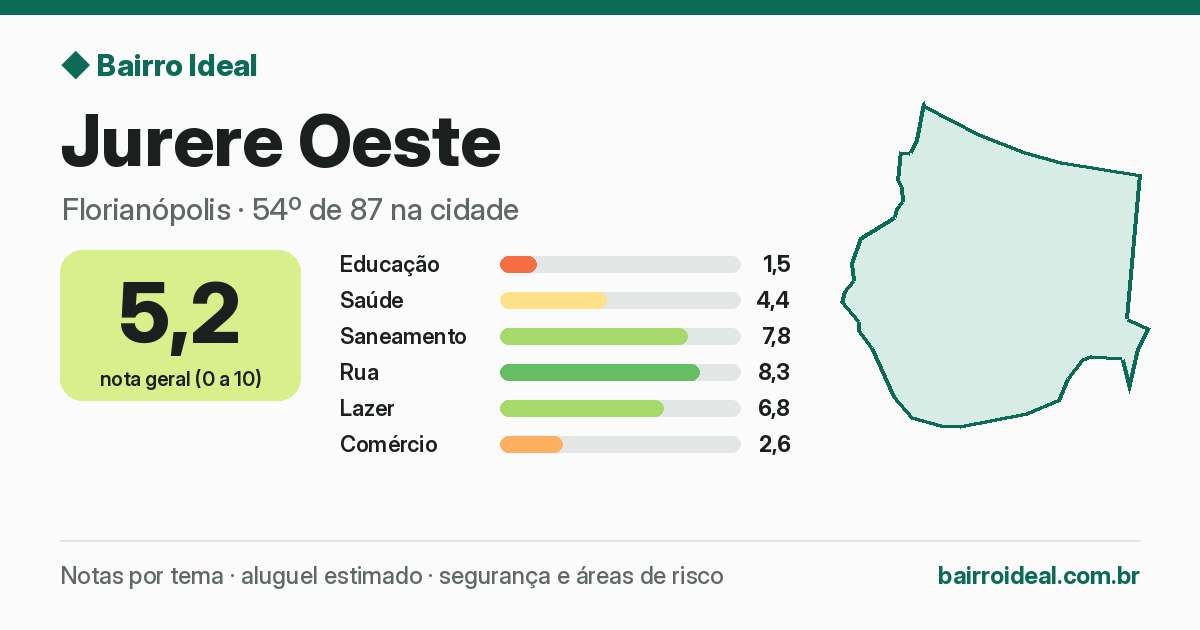 Bairro Ideal
Jurere Oeste
Florianópolis · 54º de 87 na cidade
5,2
nota geral (0 a 10)
Educação 1,5
Saúde 4,4
Saneamento 7,8
Rua 8,3
Lazer 6,8
Comércio 2,6
Notas por tema · aluguel estimado · segurança e áreas de risco
bairroideal.com.br